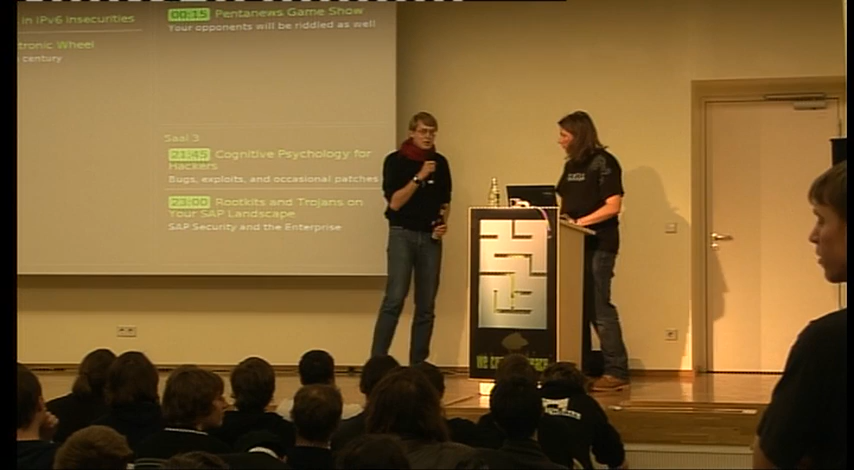 in IPv6 insecurities
tronic Wheel
century
00:15 Pentanews Game Show
Your opponents will be riddled as well
Saal 3
21:45 Cognitive Psychology for
Hackers
Bugs, exploits, and occasional patches
23:00 Rootkits and Trojans on
Your SAP Landscape
SAP Security and the Enterprise
we